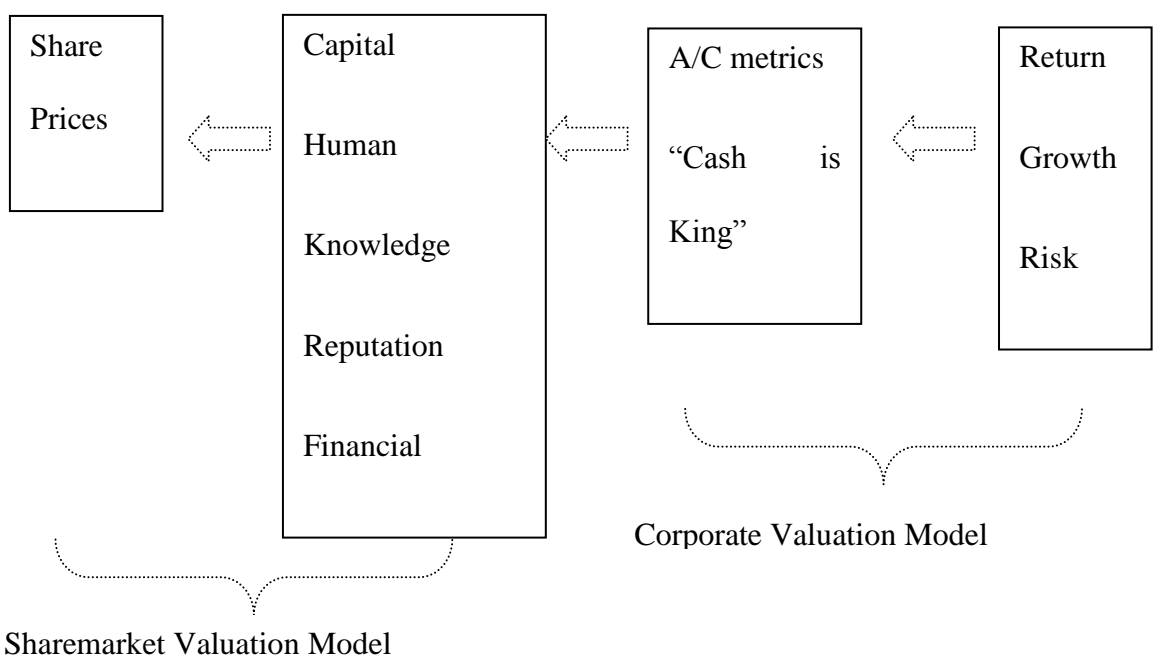 Share
Prices
Capital
Human
Knowledge
Reputation
Financial
A/C metrics
“Cash is
King”
Return
Growth
Risk
Corporate Valuation Model
Sharemarket Valuation Model